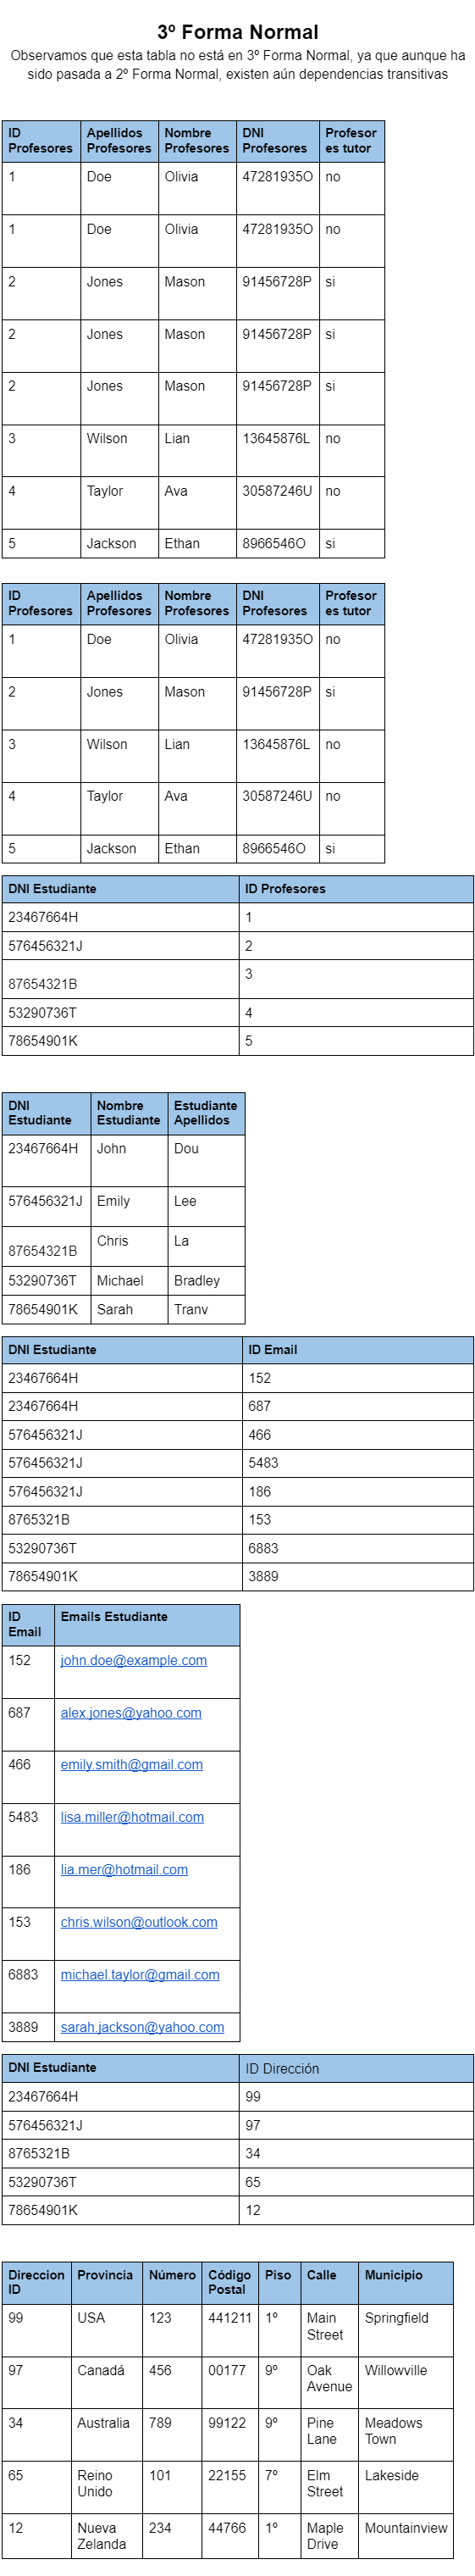 3º Forma Normal
Observamos que esta tabla no está en 3º Forma Normal, ya que aunque ha
sido pasada a 2º Forma Normal, existen aún dependencias transitivas
ID Profesores Apellidos Profesores Nombre Profesores DNI Profesores Profesor es tutor
1 Doe Olivia 47281935O no
1 Doe Olivia 47281935O no
2 Jones Mason 91456728P si
2 Jones Mason 91456728P si
2 Jones Mason 91456728P si
3 Wilson Lian 13645876L no
4 Taylor Ava 30587246U no
5 Jackson Ethan 8966546O si
ID Profesores Apellidos Profesores Nombre Profesores DNI Profesores Profesor es tutor
1 Doe Olivia 47281935O no
2 Jones Mason 91456728P si
3 Wilson Lian 13645876L no
4 Taylor Ava 30587246U no
5 Jackson Ethan 8966546O si
DNI Estudiante ID Profesores
23467664H 1
576456321J 2
87654321B 3
53290736T 4
78654901K 5
DNI Estudiante Nombre Estudiante Estudiante Apellidos
23467664H John Dou
576456321J Emily Lee
87654321B Chris La
53290736T Michael Bradley
78654901K Sarah Tranv
DNI Estudiante ID Email
23467664H 152
23467664H 687
576456321J 466
576456321J 5483
576456321J 186
8765321B 153
53290736T 6883
78654901K 3889
ID Email Emails Estudiante
152 john.doe@example.com
687 alex.jones@yahoo.com
466 emily.smith@gmail.com
5483 lisa.miller@hotmail.com
186 lia.mer@hotmail.com
153 chris.wilson@outlook.com
6883 michael.taylor@gmail.com
3889 sarah.jackson@yahoo.com
DNI Estudiante ID Dirección
23467664H 99
576456321J 97
8765321B 34
53290736T 65
78654901K 12
Direccion ID Provincia Número Código Postal Piso Calle Municipio
99 USA 123 441211 1º Main Street Springfield
97 Canadá 456 00177 9º Oak Avenue Willowville
34 Australia 789 99122 9º Pine Lane Meadows Town
65 Reino Unido 101 22155 7º Elm Street Lakeside
12 Nueva Zelanda 234 44766 1º Maple Drive Mountainview